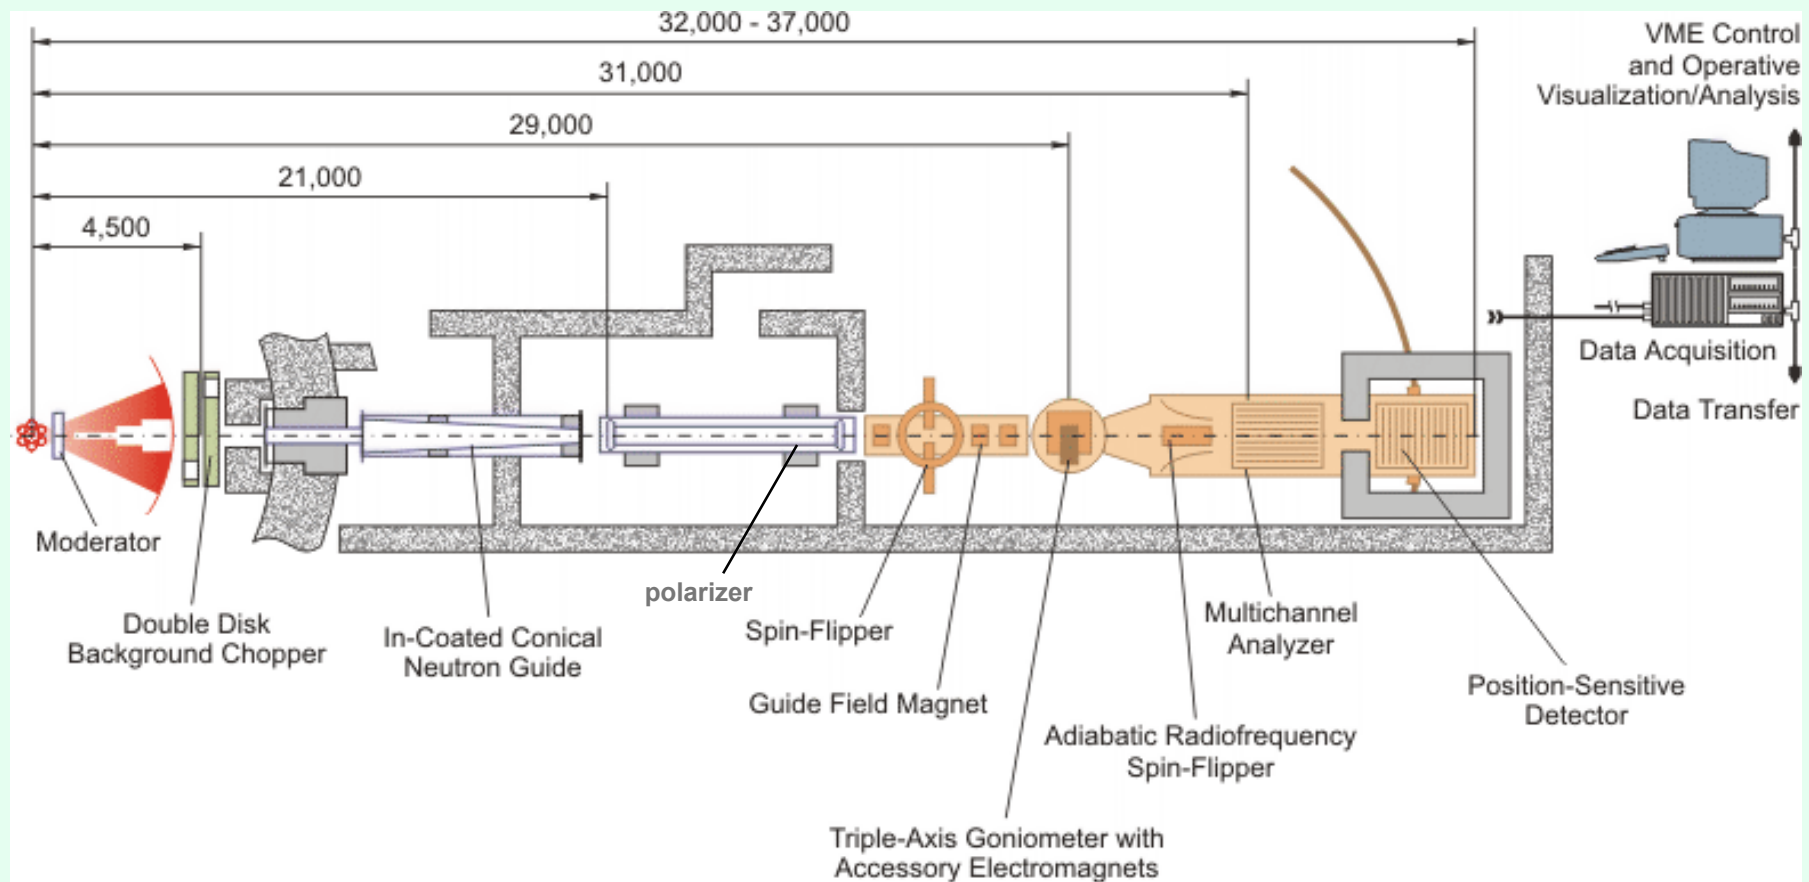 32,000 - 37,000
31,000
29,000
21,000
4,500
VME Control
and Operative
Visualization/Analysis
Data Acquisition
Data Transfer
Moderator
Double Disk
Background Chopper
In-Coated Conical
Neutron Guide
polarizer
Spin-Flipper
Guide Field Magnet
Triple-Axis Goniometer with
Accessory Electromagnets
Adiabatic Radiofrequency
Spin-Flipper
Multichannel
Analyzer
Position-Sensitive
Detector